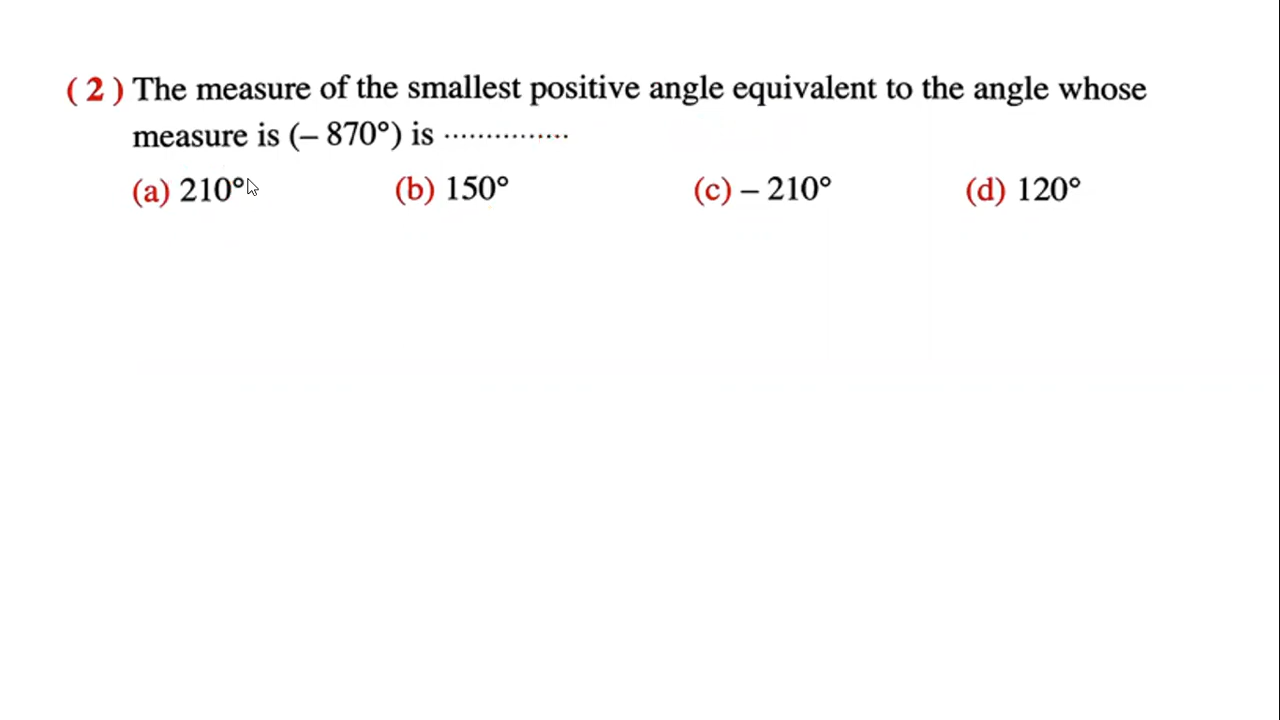 ( 2 ) The measure of the smallest positive angle equivalent to the angle whose
measure is (– 870°) is ···············
(a) 210° (b) 150° (c) – 210° (d) 120°